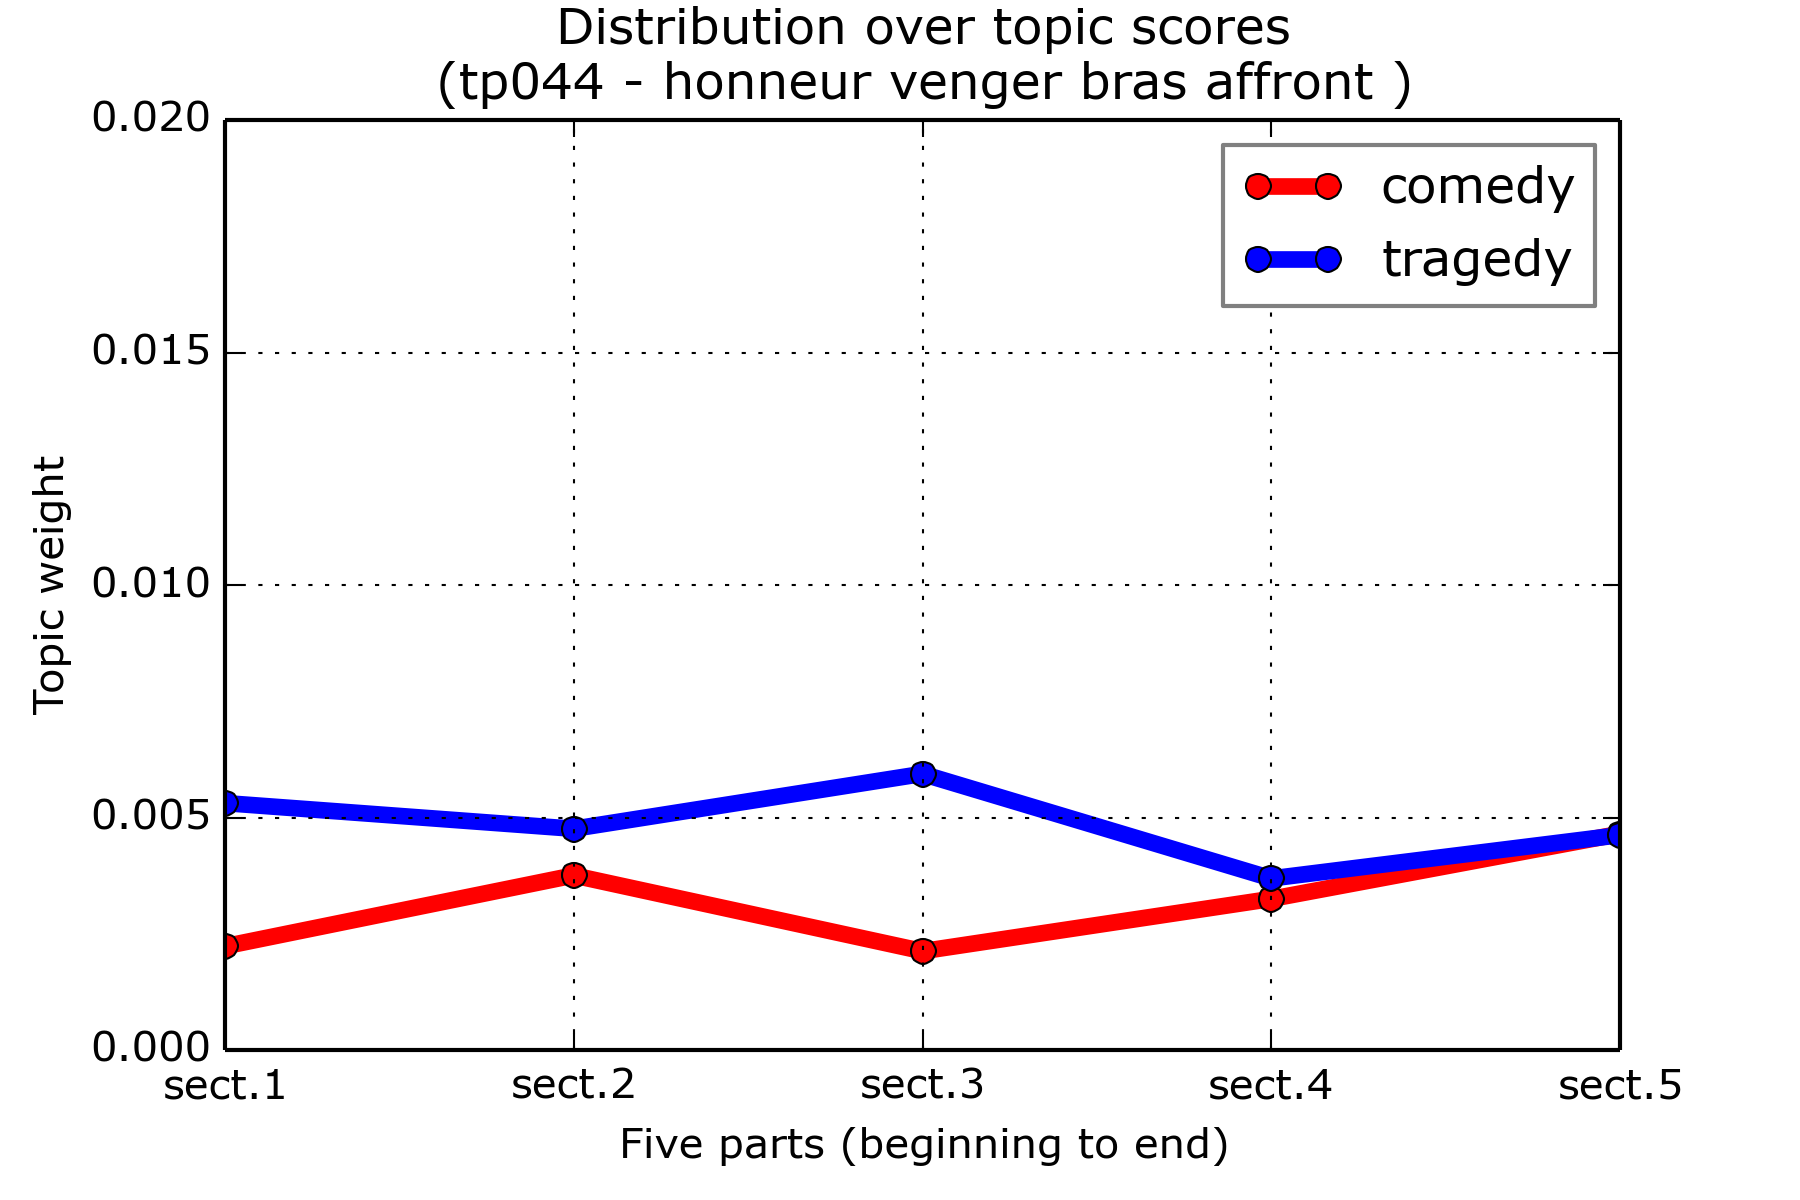 Distribution over topic scores
(tp044 - honneur venger bras affront )
0.020
0.015
0.010
0.005
0.000
Topic weight
comedy
tragedy
sect.1 sect.2 sect.3 sect.4 sect.5
Five parts (beginning to end)